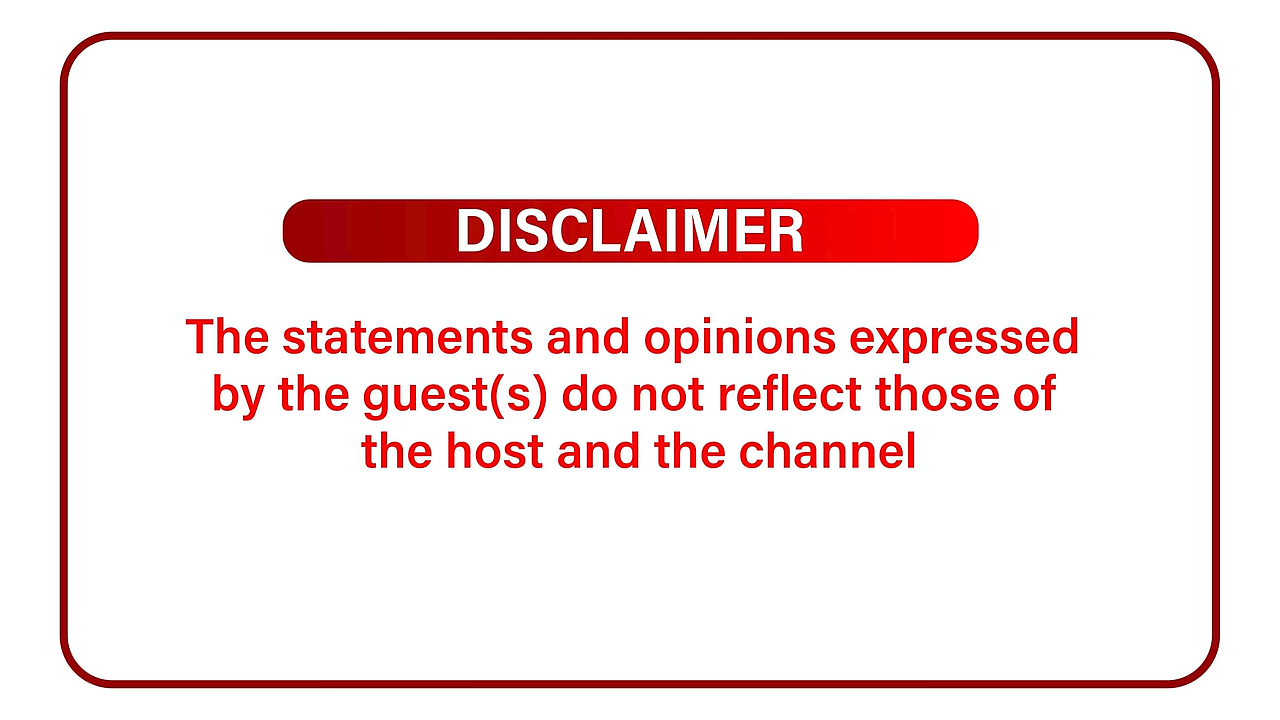 DISCLAIMER
The statements and opinions expressed
by the guest(s) do not reflect those of
the host and the channel